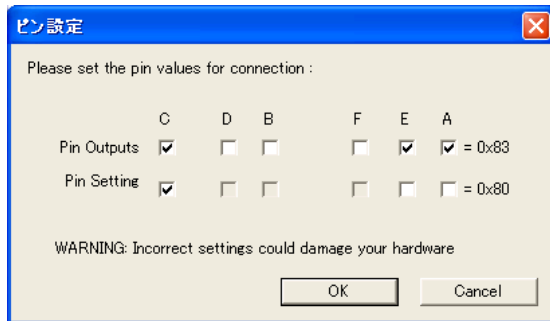 ピン設定
Please set the pin values for connection :
C D B F E A
Pin Outputs = 0x83
Pin Setting = 0x80
WARNING: Incorrect settings could damage your hardware
OK Cancel